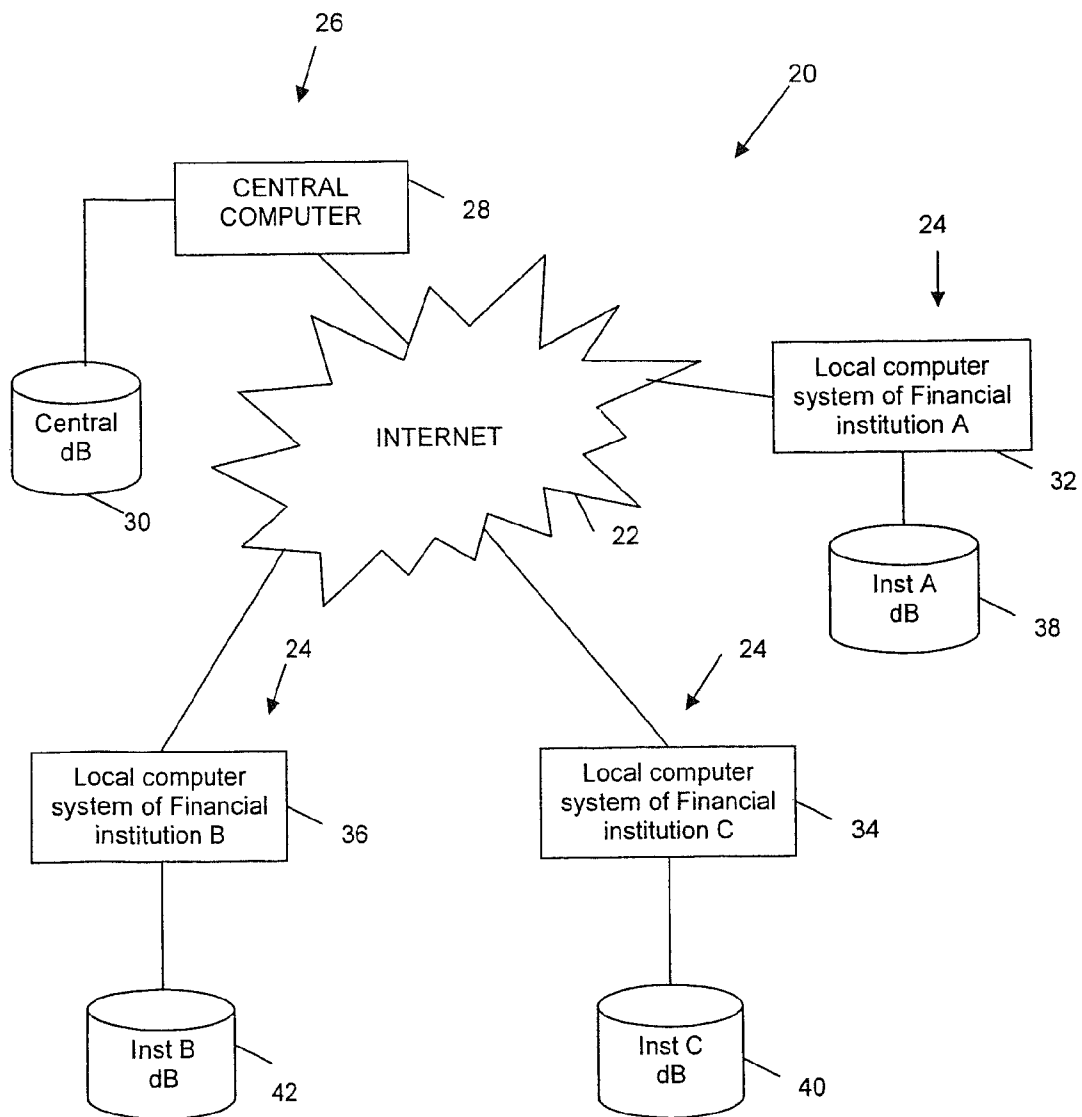 26
20
CENTRAL
COMPUTER
28
24
Local computer
system of Financial
institution A
32
Central
dB
30
INTERNET
22
Inst A
dB
38
24
24
Local computer
system of Financial
institution B
36
Local computer
system of Financial
institution C
34
Inst B
dB
42
Inst C
dB
40